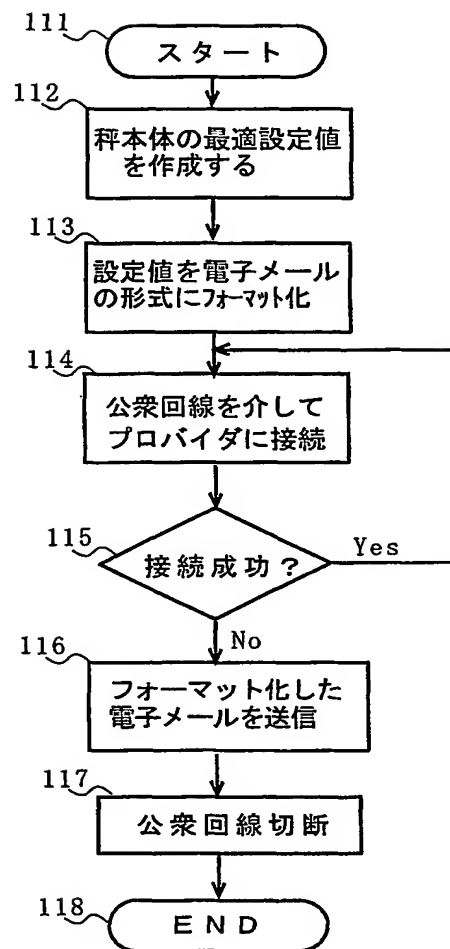 111
スタート
112
秤本体の最適設定値
を作成する
113
設定値を電子メール
の形式にフォーマット化
114
公衆回線を介して
プロバイダに接続
115
接続成功？
Yes
No
116
フォーマット化した
電子メールを送信
117
公衆回線切断
118
END